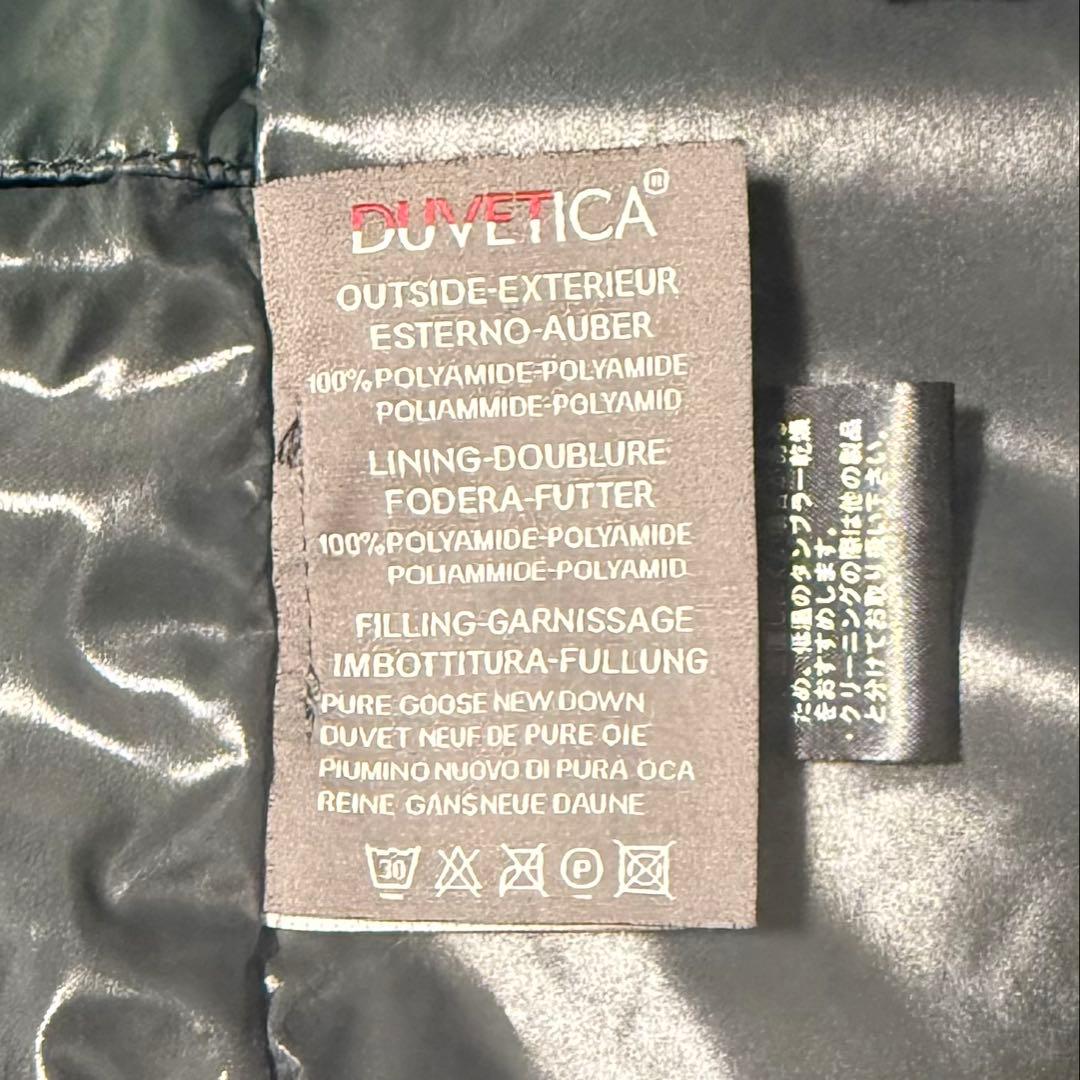 DUVETICA®
OUTSIDE-EXTERIEUR
ESTERNO-AUBER
100% POLYAMIDE-POLYAMIDE
POLIAMMIDE-POLYAMID
LINING-DOUBLURE
FODERA-FUTTER
100% POLYAMIDE-POLYAMIDE
POLIAMMIDE-POLYAMID
FILLING-GARNISSAGE
IMBOTTITURA-FULLUNG
PURE GOOSE NEW DOWN
DUVET NEUF DE PURE OIE
PIUMINO NUOVO DI PURA OCA
REINE GANSNEUE DAUNE
30 P
ため、低温のタンブラー乾燥
をおすすめします。
・クリーニングの際は他の製品
と分けてお取り扱い下さい。